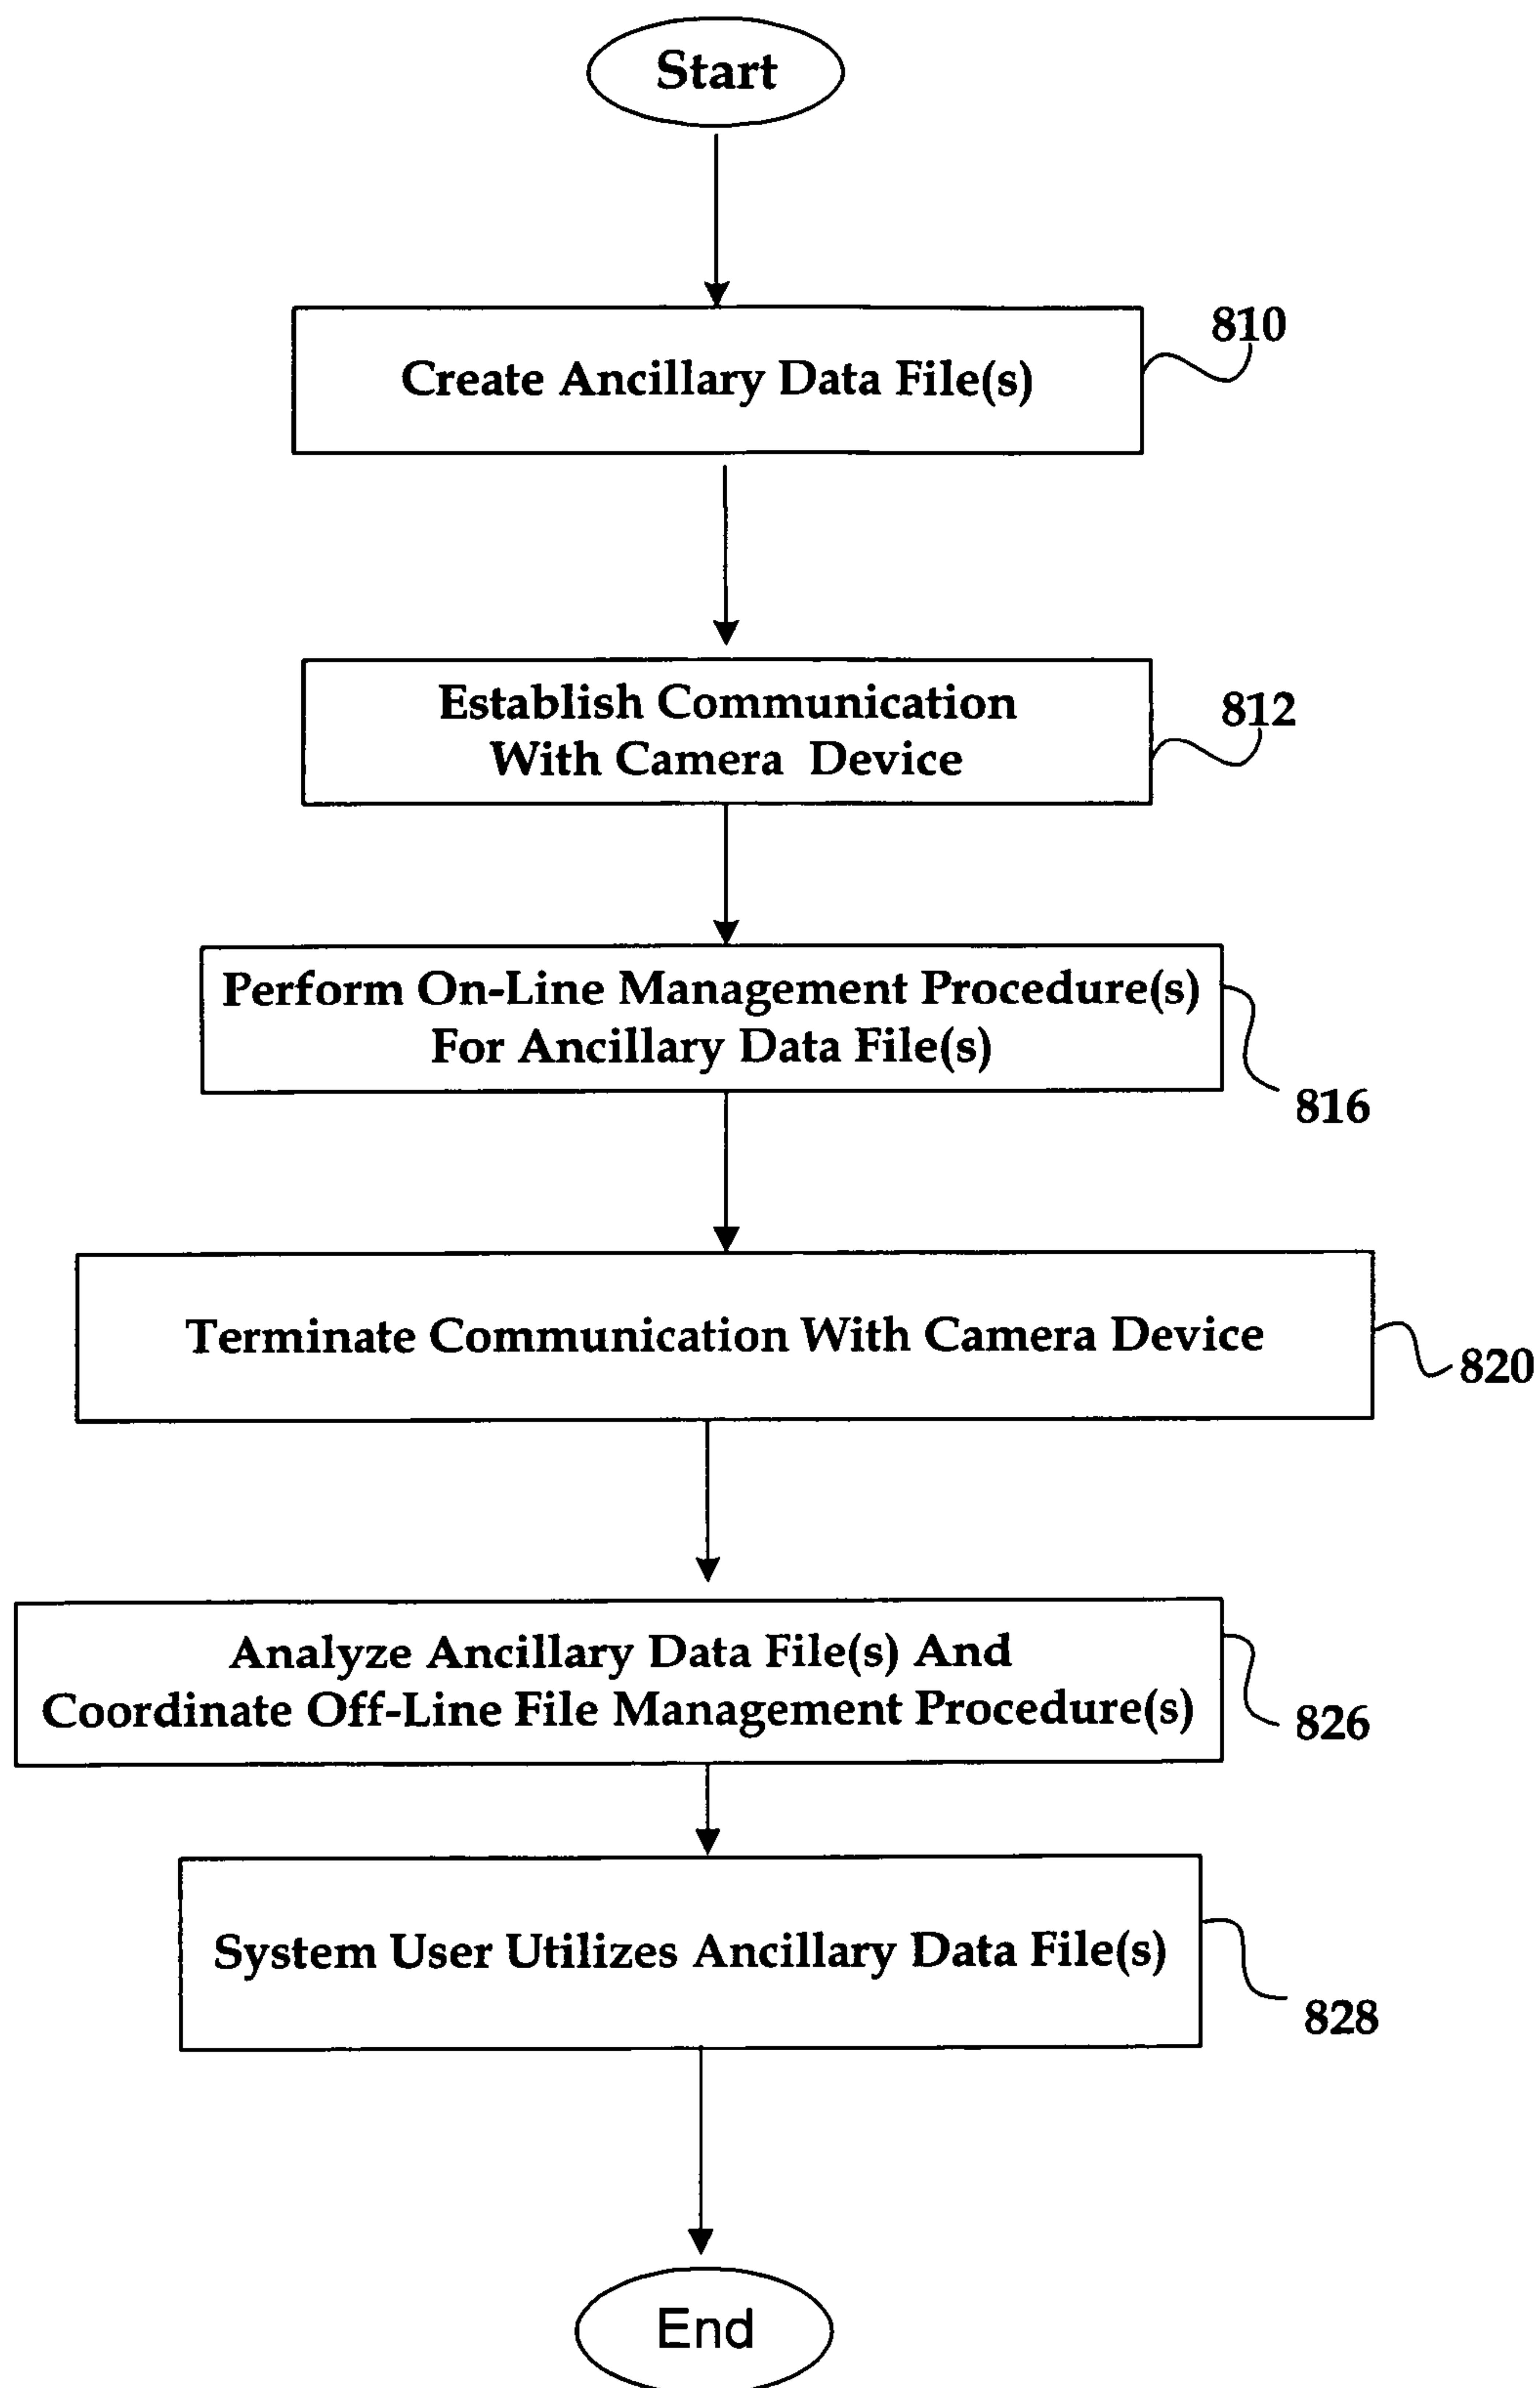 Start
Create Ancillary Data File(s)
810
Establish Communication
With Camera Device
812
Perform On-Line Management Procedure(s)
For Ancillary Data File(s)
816
Terminate Communication With Camera Device
820
Analyze Ancillary Data File(s) And
Coordinate Off-Line File Management Procedure(s)
826
System User Utilizes Ancillary Data File(s)
828
End